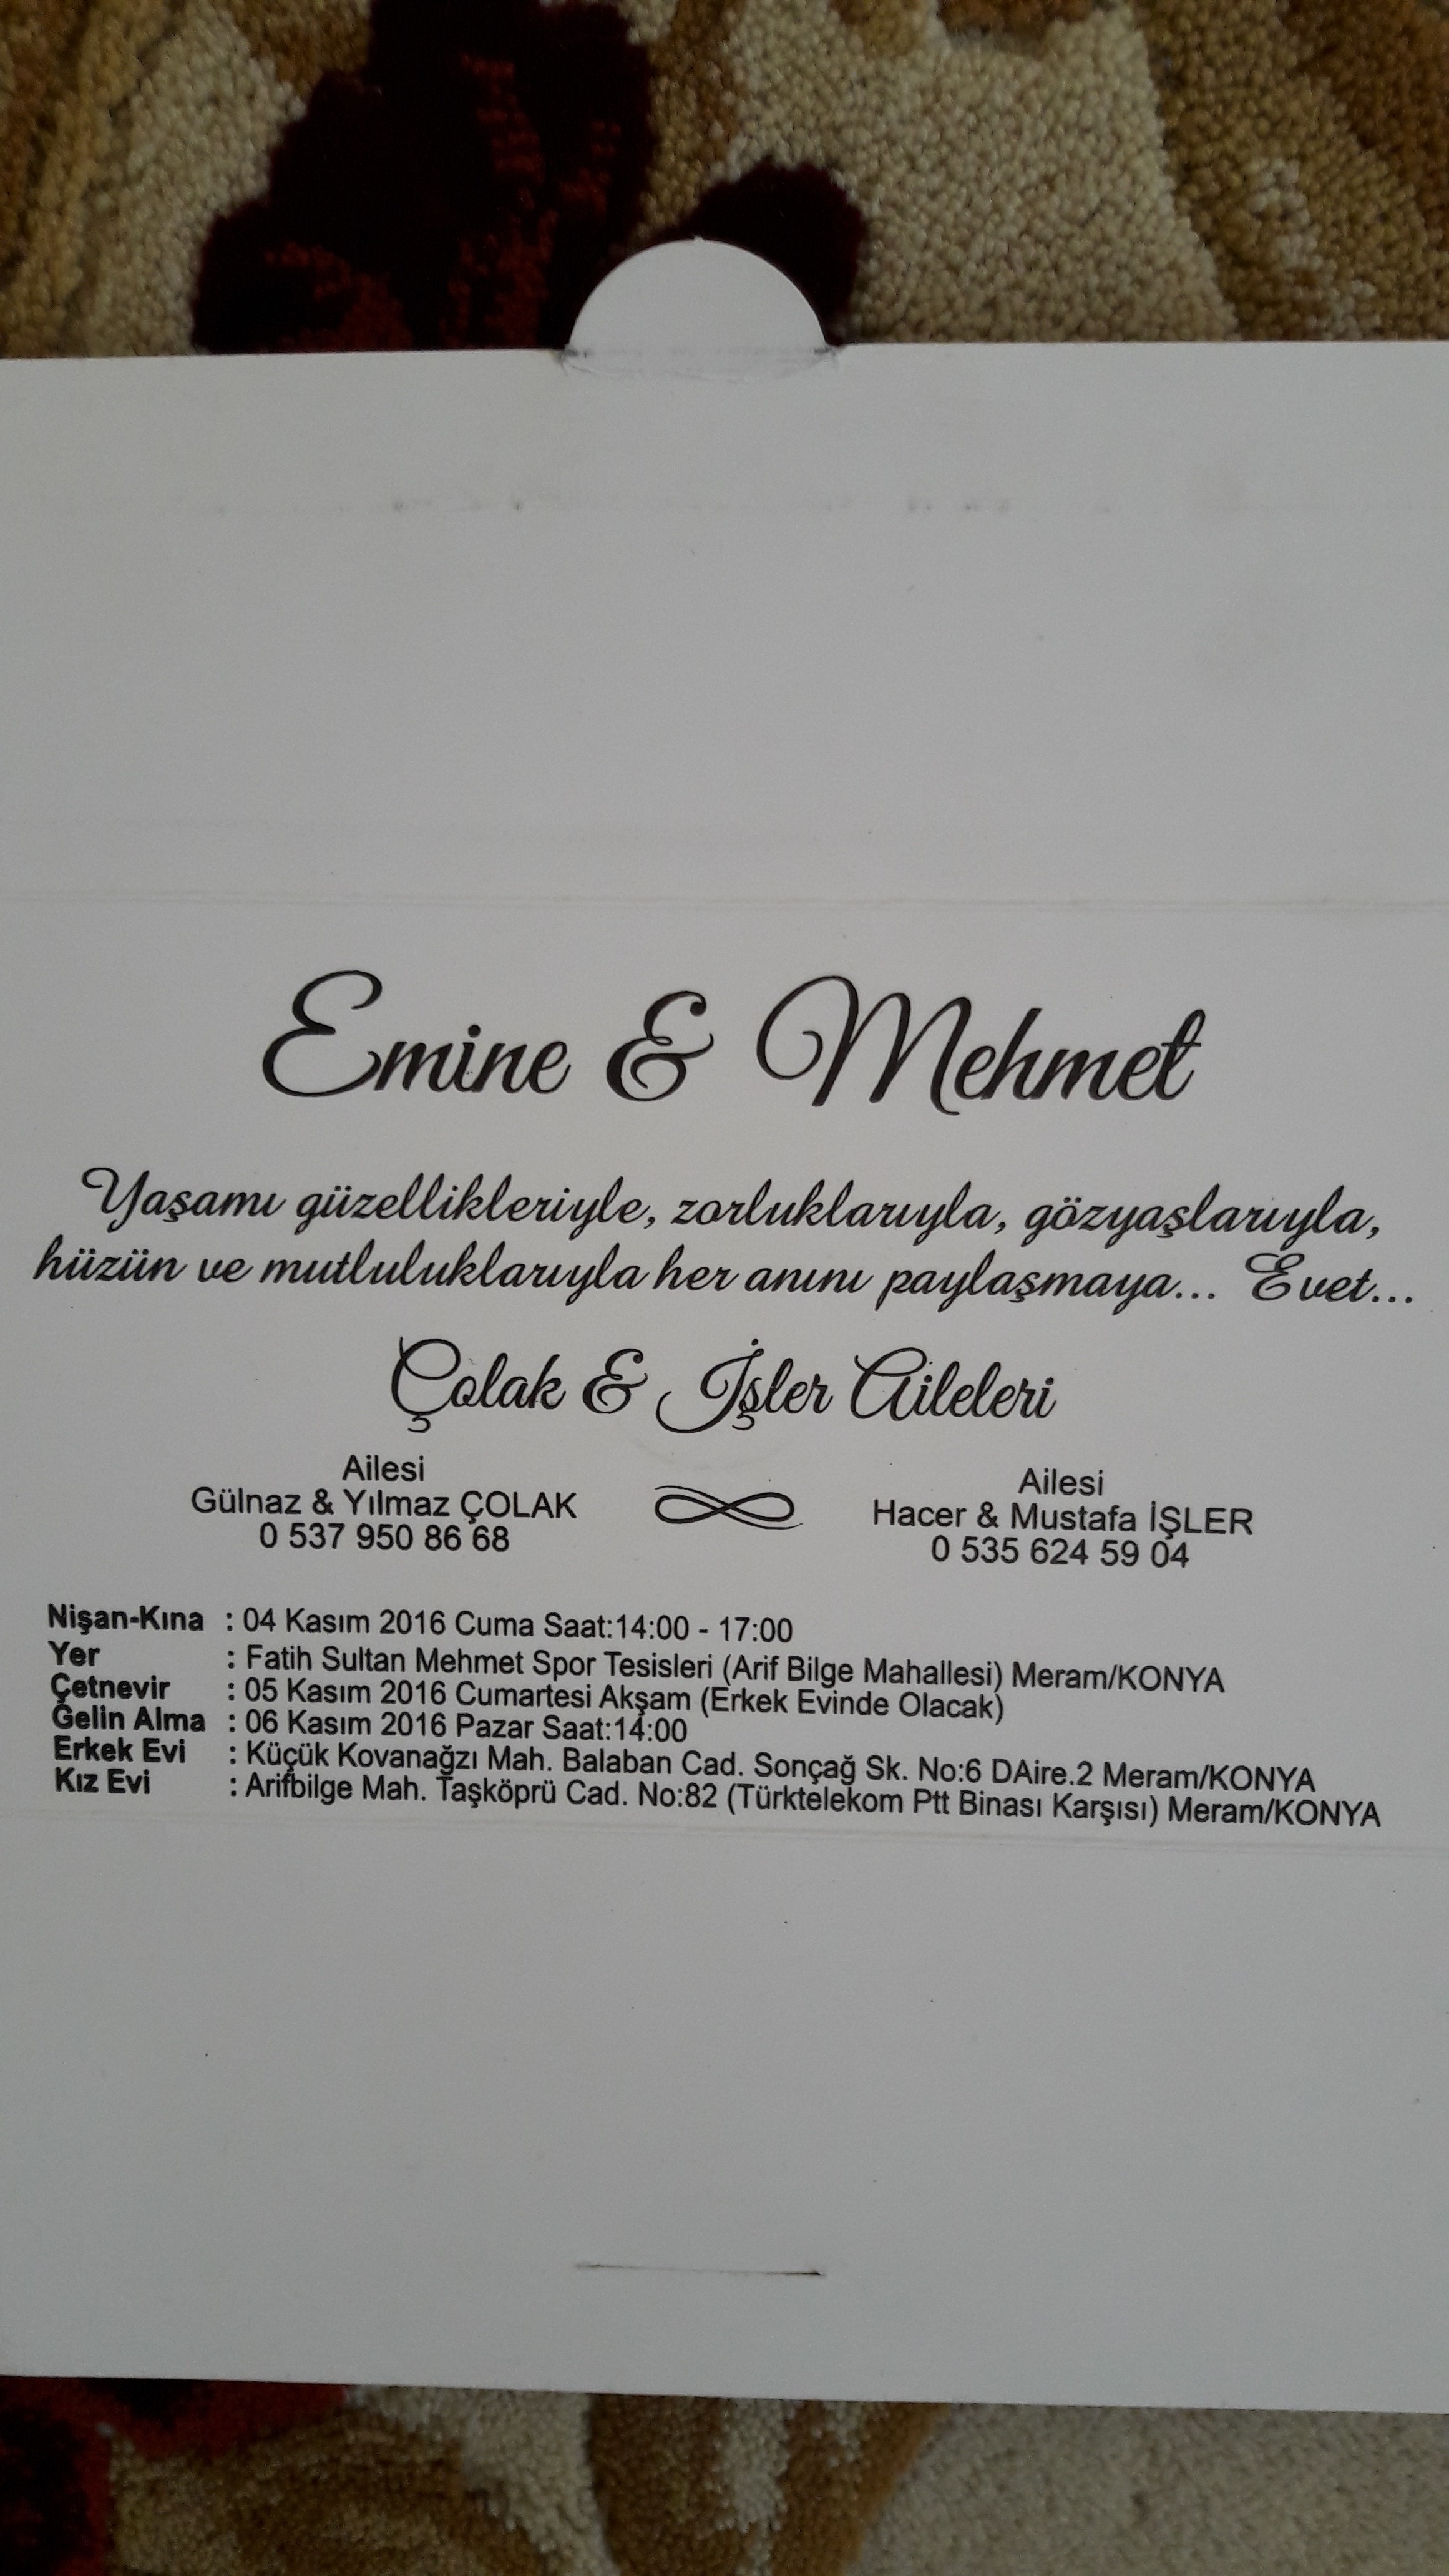 Emine & Mehmet
Yaşamı güzellikleriyle, zorluklarıyla, gözyaşlarıyla,
hüzün ve mutluluklarıyla her anını paylaşmaya... Evet...
Çolak & İşler Aileleri
Ailesi
Gülnaz & Yılmaz ÇOLAK
0 537 950 86 68
Ailesi
Hacer & Mustafa İŞLER
0 535 624 59 04
Nişan-Kına : 04 Kasım 2016 Cuma Saat:14:00 - 17:00
Yer : Fatih Sultan Mehmet Spor Tesisleri (Arif Bilge Mahallesi) Meram/KONYA
Çetnevir : 05 Kasım 2016 Cumartesi Akşam (Erkek Evinde Olacak)
Gelin Alma : 06 Kasım 2016 Pazar Saat:14:00
Erkek Evi : Küçük Kovanağzı Mah. Balaban Cad. Sonçağ Sk. No:6 DAire.2 Meram/KONYA
Kız Evi : Arifbilge Mah. Taşköprü Cad. No:82 (Türktelekom Ptt Binası Karşısı) Meram/KONYA